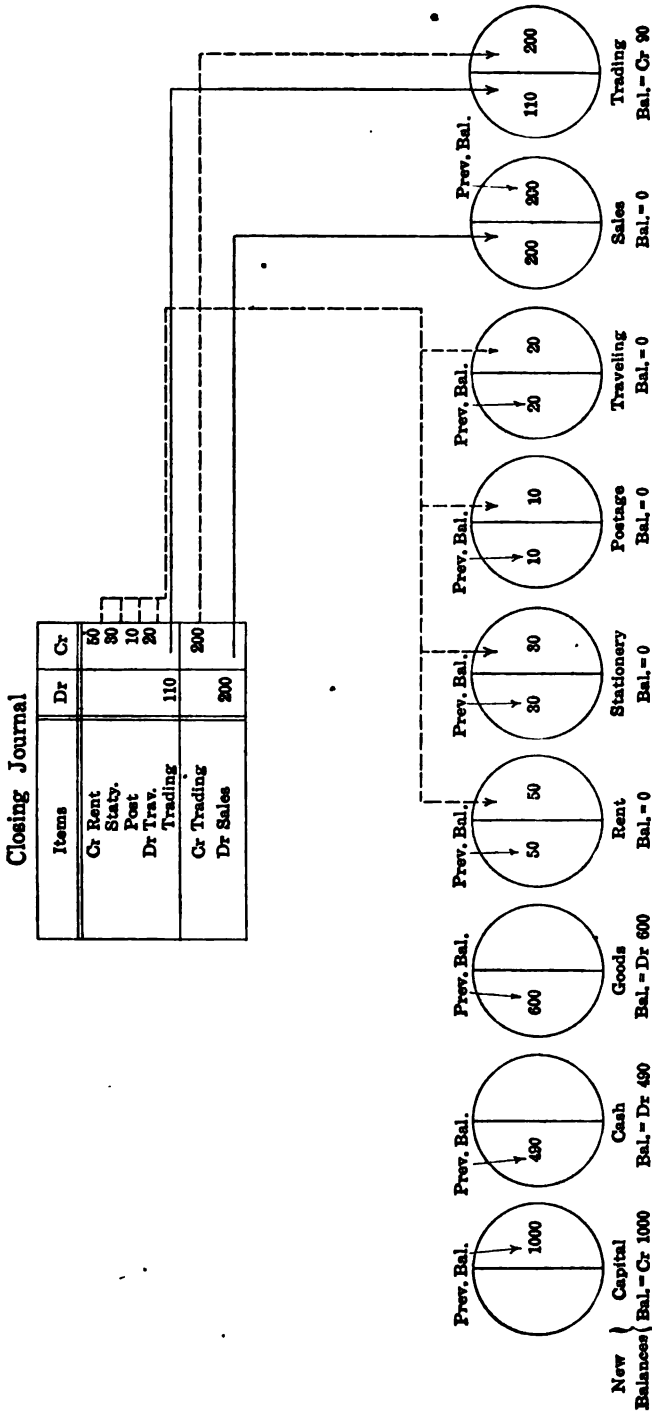 Closing Journal
Items Dr Cr
Cr Rent 50
Staty. 30
Post 10
Dr Trav. 20
Trading 110
Cr Trading 200
Dr Sales 200
Prev. Bal. Prev. Bal. Prev. Bal. Prev. Bal. Prev. Bal. Prev. Bal. Prev. Bal. Prev. Bal.
1000 490 600 50 50 30 30 10 10 20 20 200 200 110 200
New Capital Cash Goods Rent Stationery Postage Traveling Sales Trading
Balances Bal. = Cr 1000 Bal. = Dr 490 Bal. = Dr 600 Bal. = 0 Bal. = 0 Bal. = 0 Bal. = 0 Bal. = 0 Bal. = Cr 90